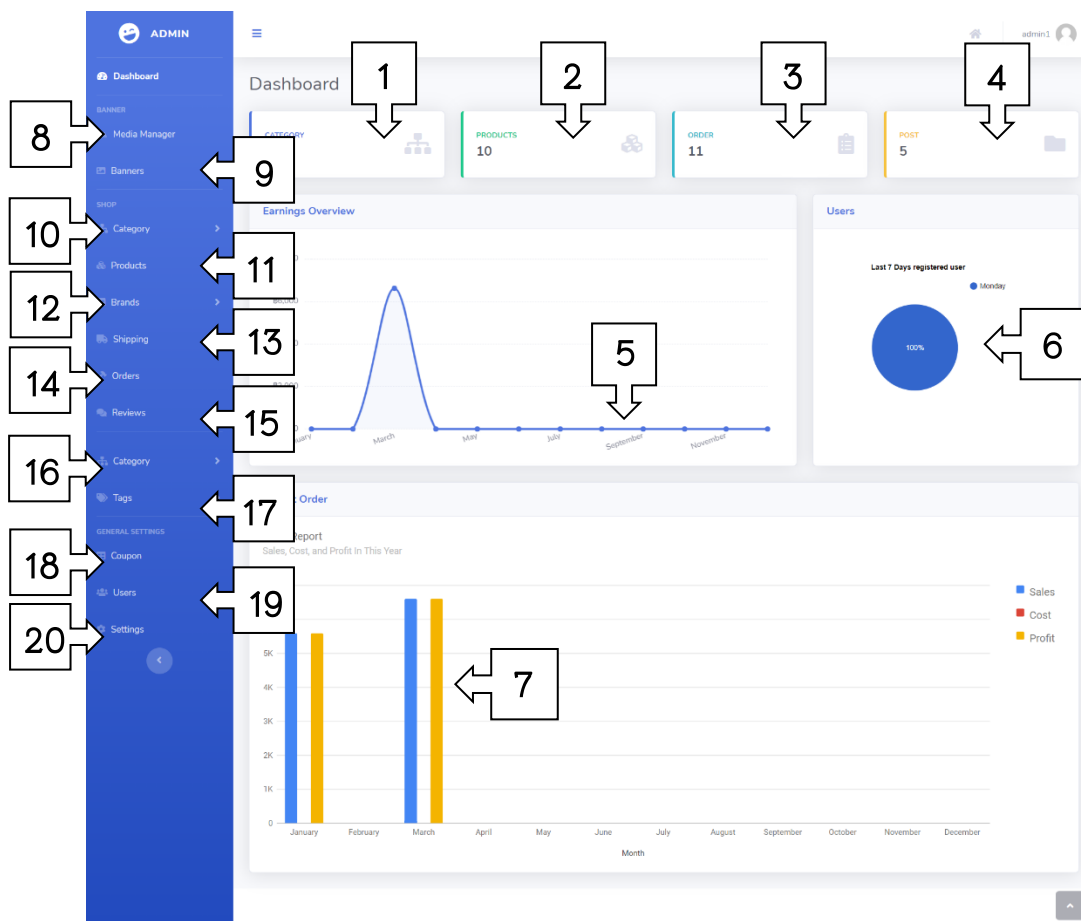 ADMIN
admin1
Dashboard
Dashboard
1
2
3
4
CATEGORY
PRODUCTS
10
ORDER
11
POST
5
BANNER
8
Media Manager
Banners
9
SHOP
10
Category
Products
11
12
Brands
Shipping
13
14
Orders
Reviews
15
16
Category
Tags
17
GENERAL SETTINGS
18
Coupon
Users
19
20
Settings
Earnings Overview
5
March
May
July
September
November
Users
Last 7 Days registered user
Monday
100%
6
Order
Report
Sales, Cost, and Profit In This Year
Sales
Cost
Profit
5K
4K
3K
2K
1K
0
7
January
February
March
April
May
June
July
August
September
October
November
December
Month